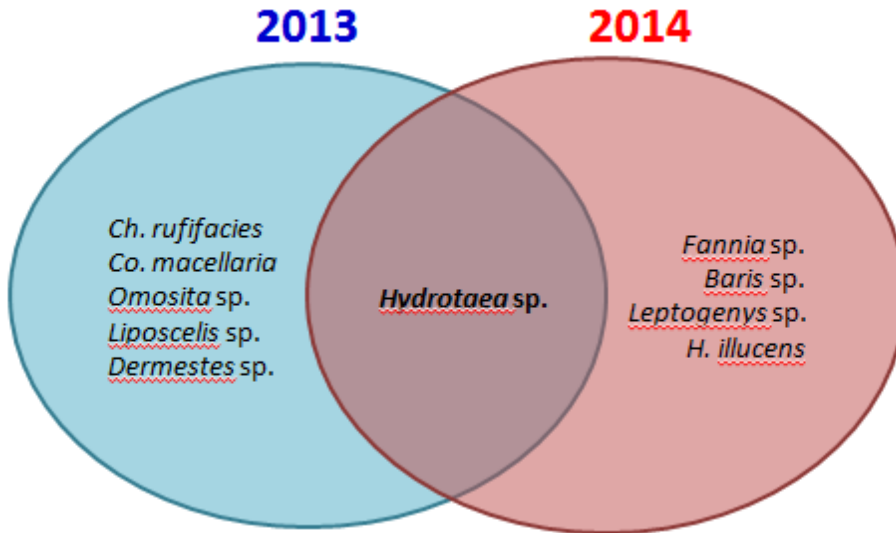 2013
2014
Ch. rufifacies
Co. macellaria
Omosita sp.
Liposcelis sp.
Dermestes sp.
Hydrotaea sp.
Fannia sp.
Baris sp.
Leptogenys sp.
H. illucens